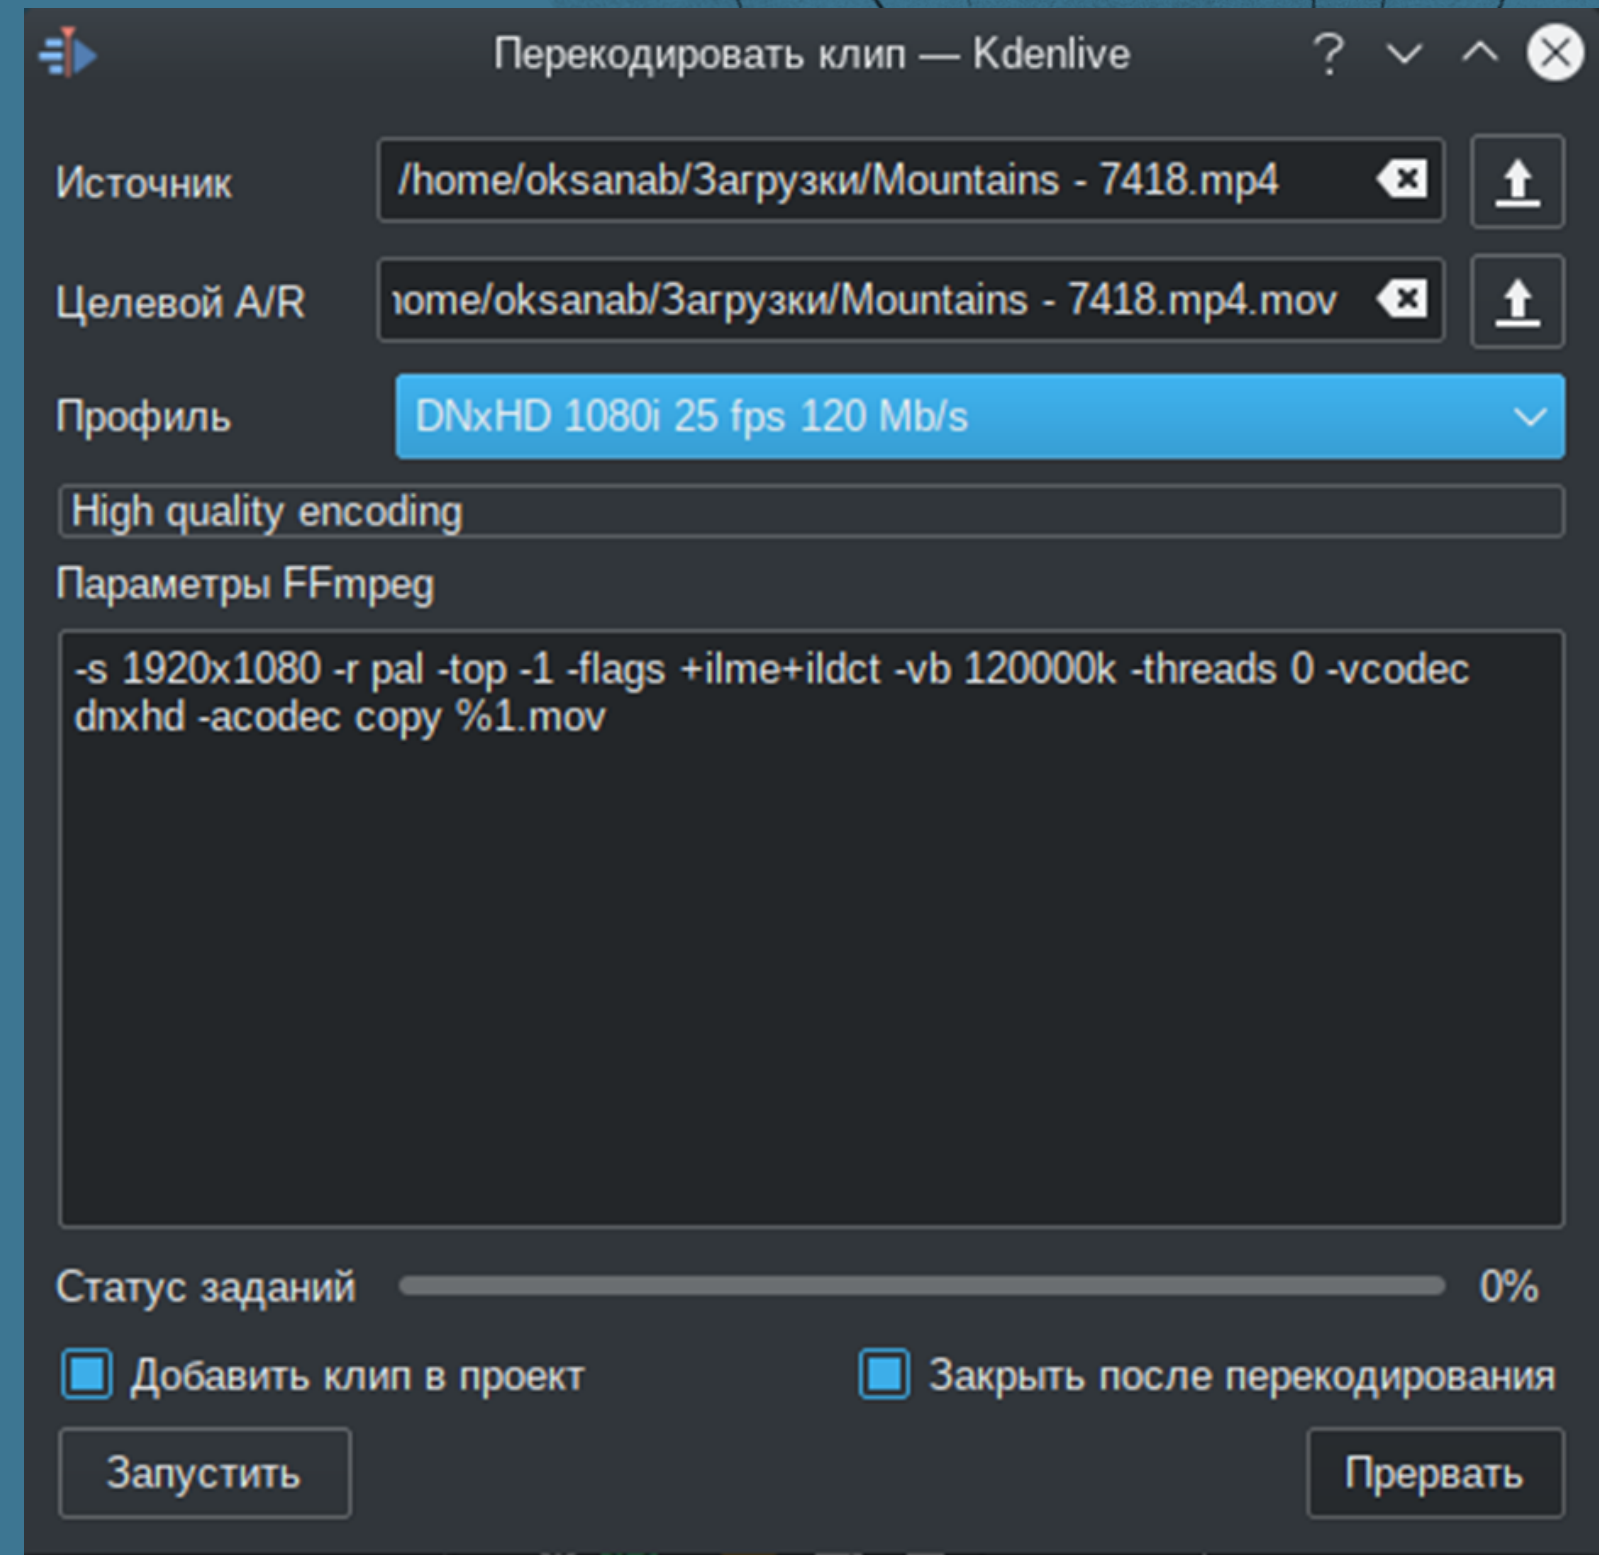 Перекодировать клип — Kdenlive
Источник
/home/oksanab/Загрузки/Mountains - 7418.mp4
Целевой A/R
ome/oksanab/Загрузки/Mountains - 7418.mp4.mov
Профиль
DNxHD 1080i 25 fps 120 Mb/s
High quality encoding
Параметры FFmpeg
-s 1920x1080 -r pal -top -1 -flags +ilme+ildct -vb 120000k -threads 0 -vcodec
dnxhd -acodec copy %1.mov
Статус заданий
0%
Добавить клип в проект
Закрыть после перекодирования
Запустить
Прервать